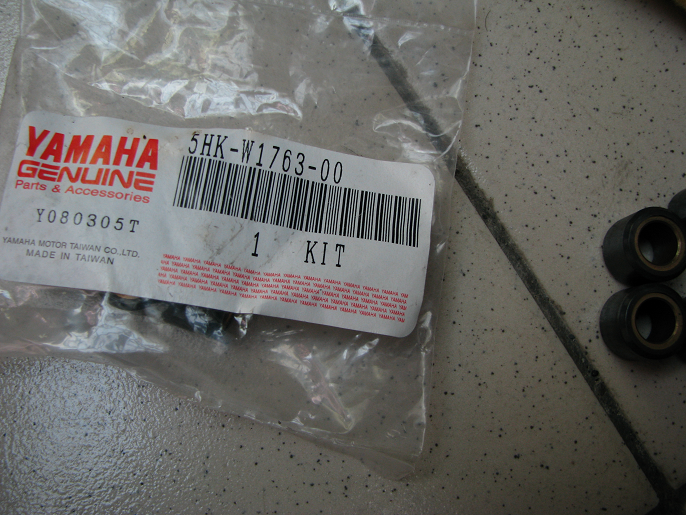 YAMAHA
GENUINE
Parts & Accessories
Y080305T
YAMAHA MOTOR TAIWAN CO.,LTD.
MADE IN TAIWAN
5HK-W1763-00
1 KIT